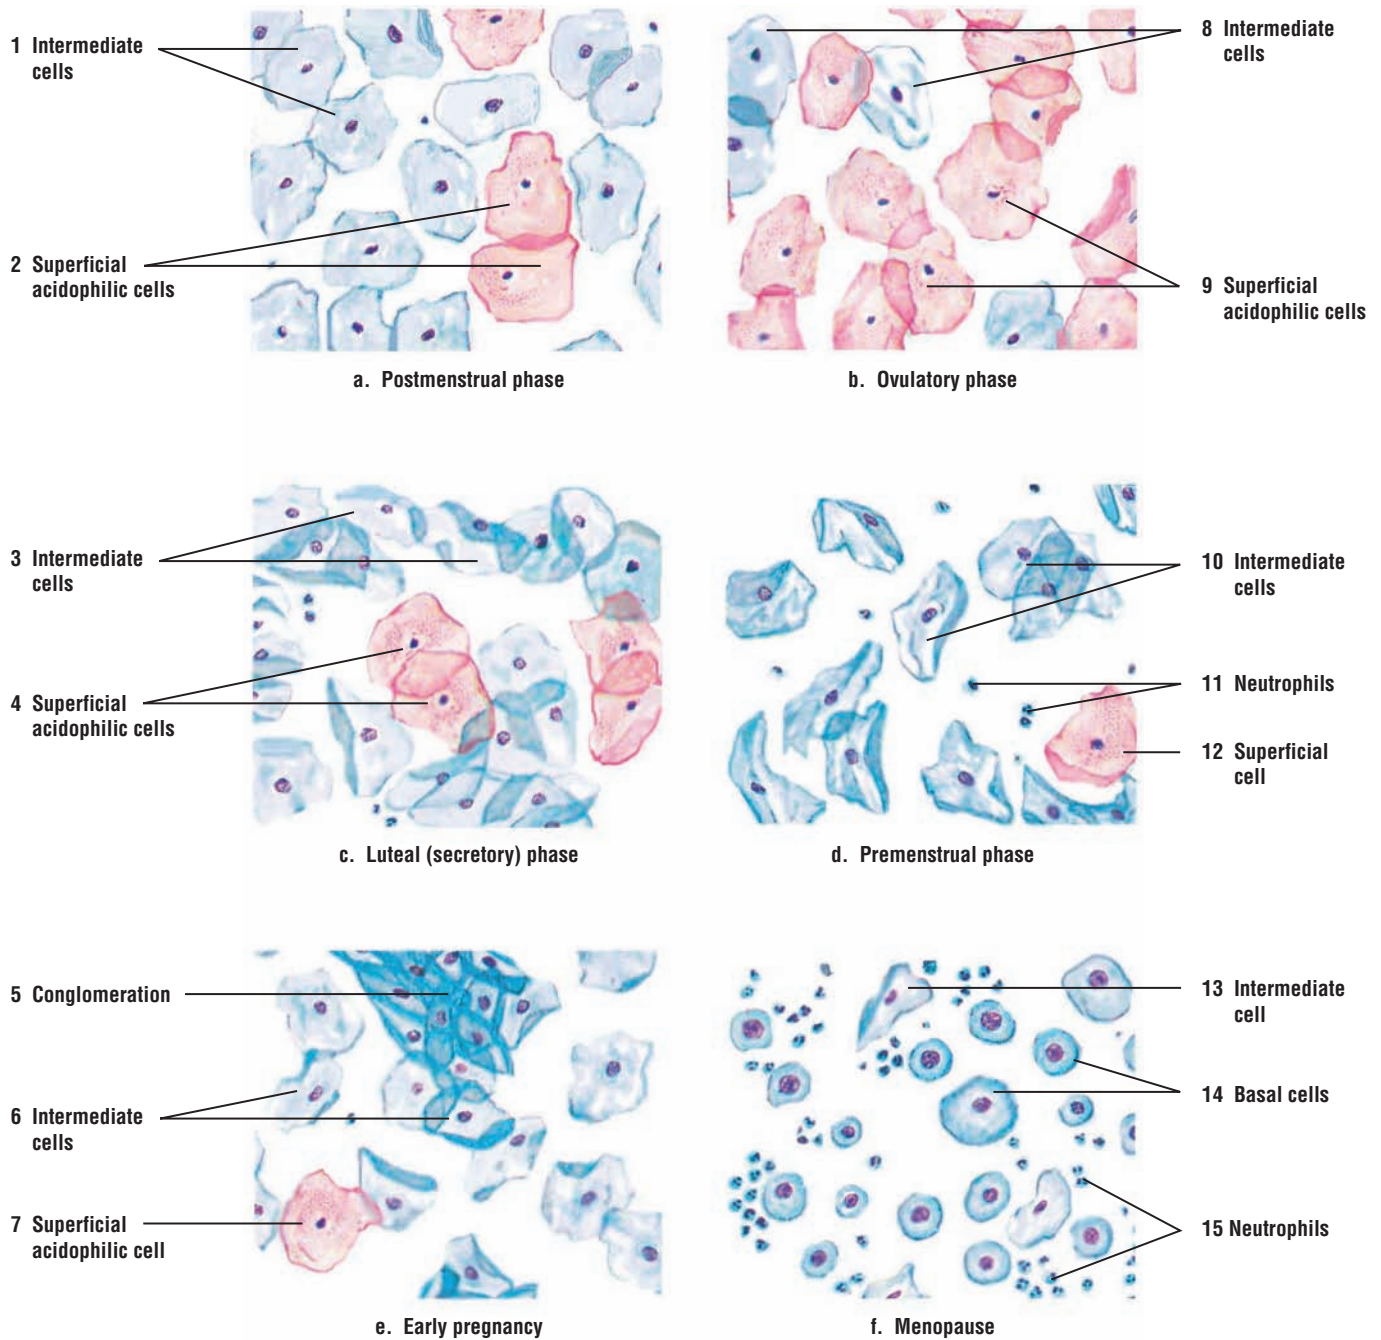 1 Intermediate
cells
2 Superficial
acidophilic cells
8 Intermediate
cells
9 Superficial
acidophilic cells
a. Postmenstrual phase
b. Ovulatory phase
3 Intermediate
cells
4 Superficial
acidophilic cells
10 Intermediate
cells
11 Neutrophils
12 Superficial
cell
c. Luteal (secretory) phase
d. Premenstrual phase
5 Conglomeration
6 Intermediate
cells
7 Superficial
acidophilic cell
13 Intermediate
cell
14 Basal cells
15 Neutrophils
e. Early pregnancy
f. Menopause